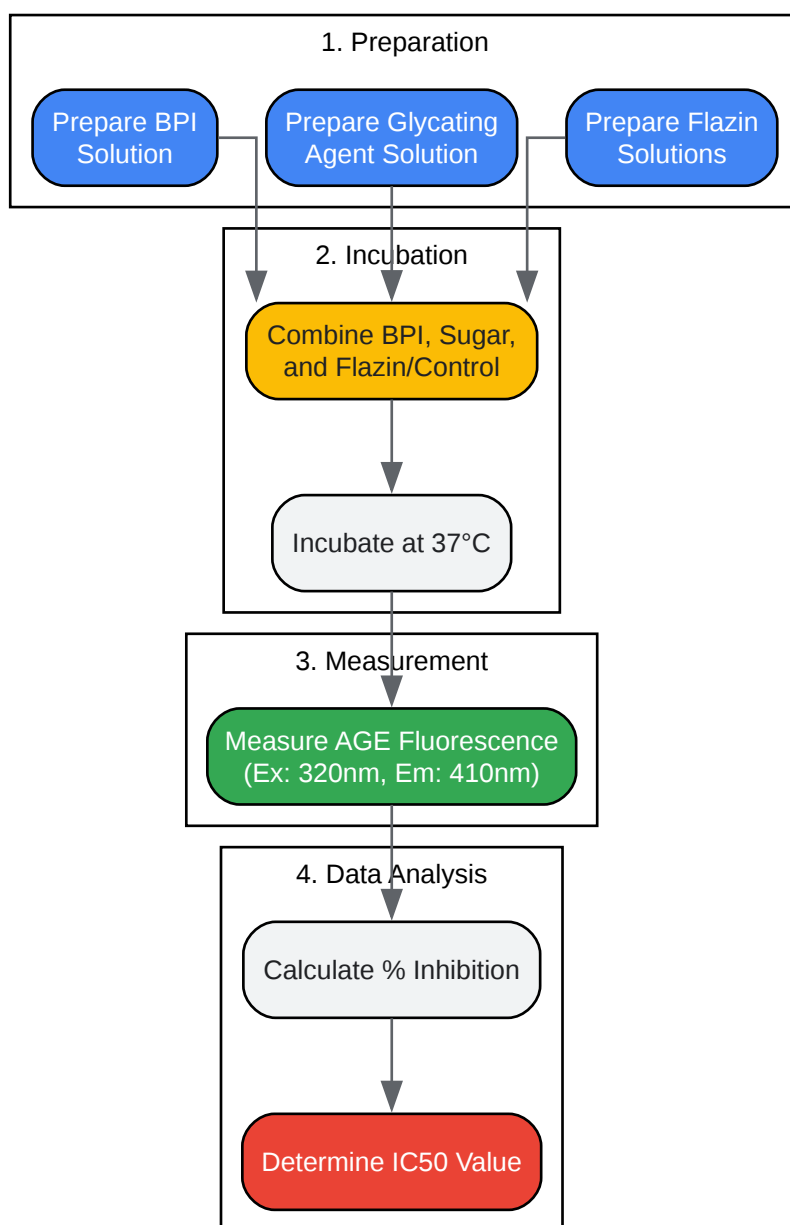 1. Preparation
Prepare BPI
Solution
Prepare Glycating
Agent Solution
Prepare Flazin
Solutions
2. Incubation
Combine BPI, Sugar,
and Flazin/Control
Incubate at 37°C
3. Measurement
Measure AGE Fluorescence
(Ex: 320nm, Em: 410nm)
4. Data Analysis
Calculate % Inhibition
Determine IC50 Value